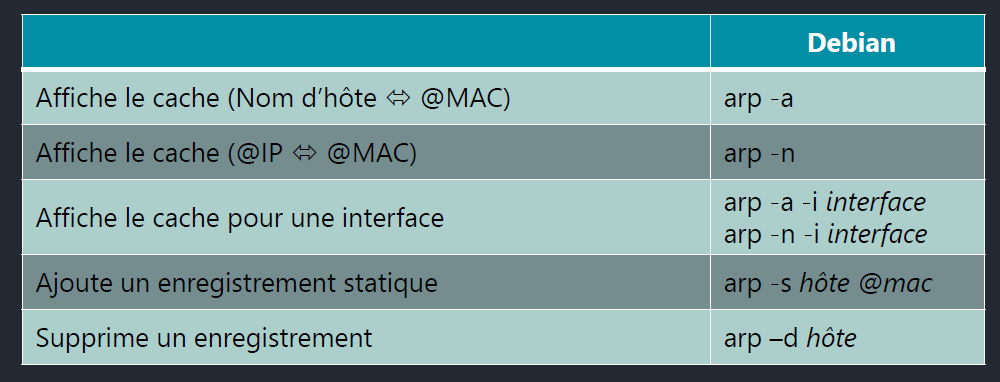 Debian
Affiche le cache (Nom d’hôte ⬄ @MAC)
arp -a
Affiche le cache (@IP ⬄ @MAC)
arp -n
Affiche le cache pour une interface
arp -a -i interface
arp -n -i interface
Ajoute un enregistrement statique
arp -s hôte @mac
Supprime un enregistrement
arp –d hôte